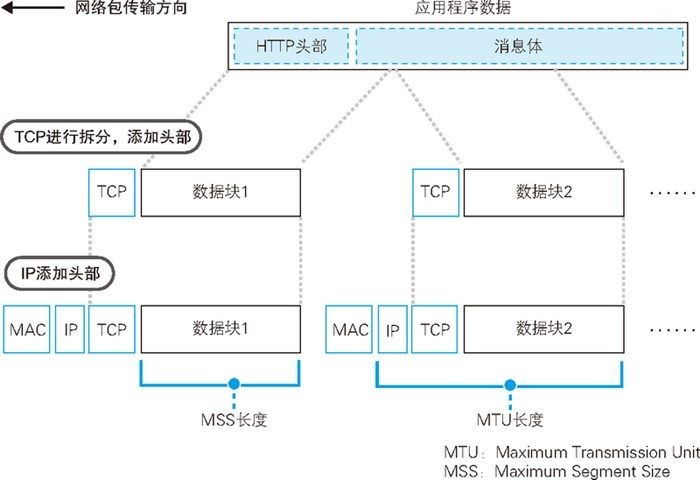 网络包传输方向
应用程序数据
HTTP头部 消息体
TCP进行拆分，添加头部
TCP 数据块1 TCP 数据块2 ······
IP添加头部
MAC IP TCP 数据块1 MAC IP TCP 数据块2 ······
MSS长度 MTU长度
MTU：Maximum Transmission Unit
MSS：Maximum Segment Size